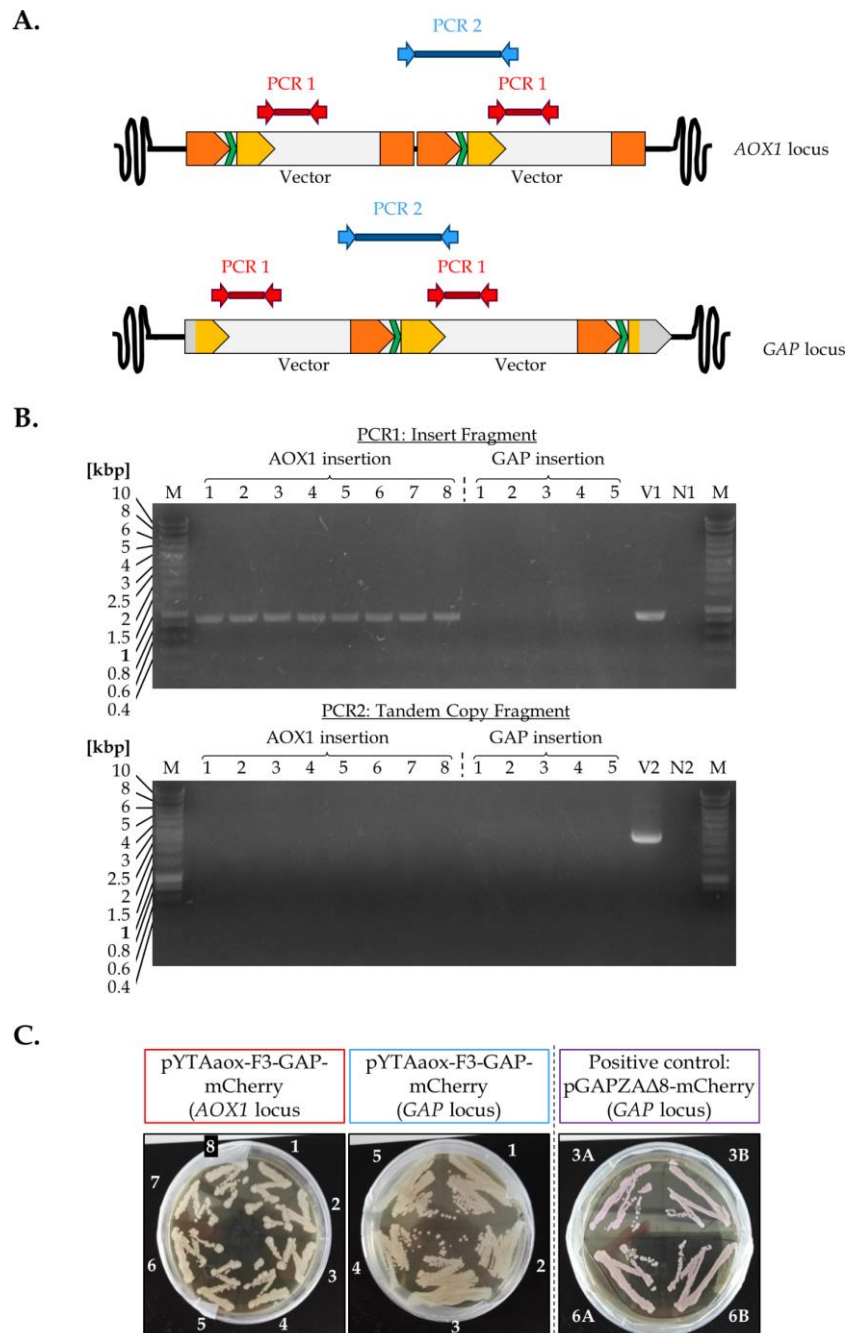 A.
PCR 2
PCR 1 PCR 1
AOX1 locus
Vector Vector
PCR 2
PCR 1 PCR 1
GAP locus
Vector Vector
B.
PCR1: Insert Fragment
[kbp] AOX1 insertion GAP insertion
M 1 2 3 4 5 6 7 8 1 2 3 4 5 V1 N1 M
10
8
6
5
4
3
2.5
2
1.5
1
0.8
0.6
0.4
PCR2: Tandem Copy Fragment
[kbp] AOX1 insertion GAP insertion
M 1 2 3 4 5 6 7 8 1 2 3 4 5 V2 N2 M
10
8
6
5
4
3
2.5
2
1.5
1
0.8
0.6
0.4
C.
pYTAaox-F3-GAP-
mCherry
(AOX1 locus
pYTAaox-F3-GAP-
mCherry
(GAP locus)
Positive control:
pGAPZAΔ8-mCherry
(GAP locus)
8 1
7 2
6 3
5 4
5 1
4 2
3
3A 3B
6A 6B